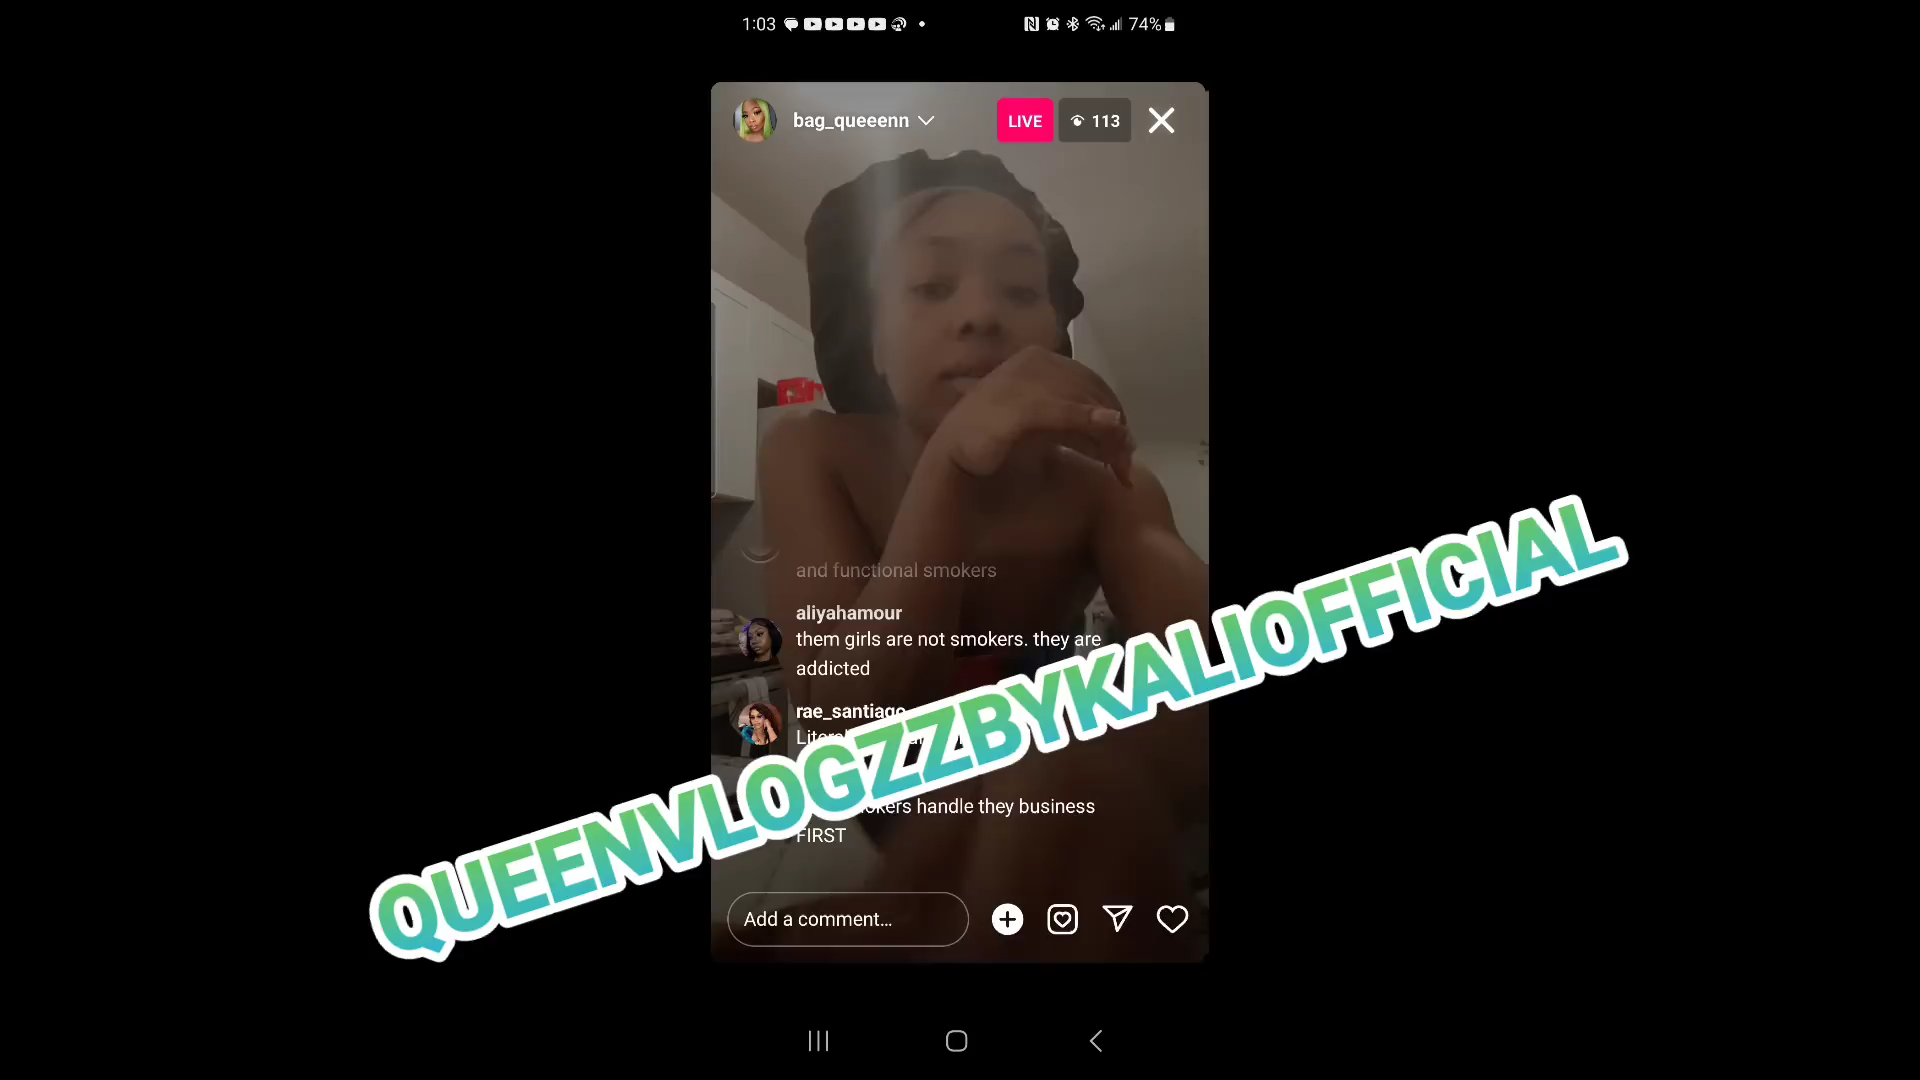 1:03
74%
bag_queeenn
LIVE
113
and functional smokers
aliyahamour
them girls are not smokers. they are
addicted
rae_santiago
handle they business
FIRST
QUEENVLOGZZBYKALIOFFICIAL
Add a comment...